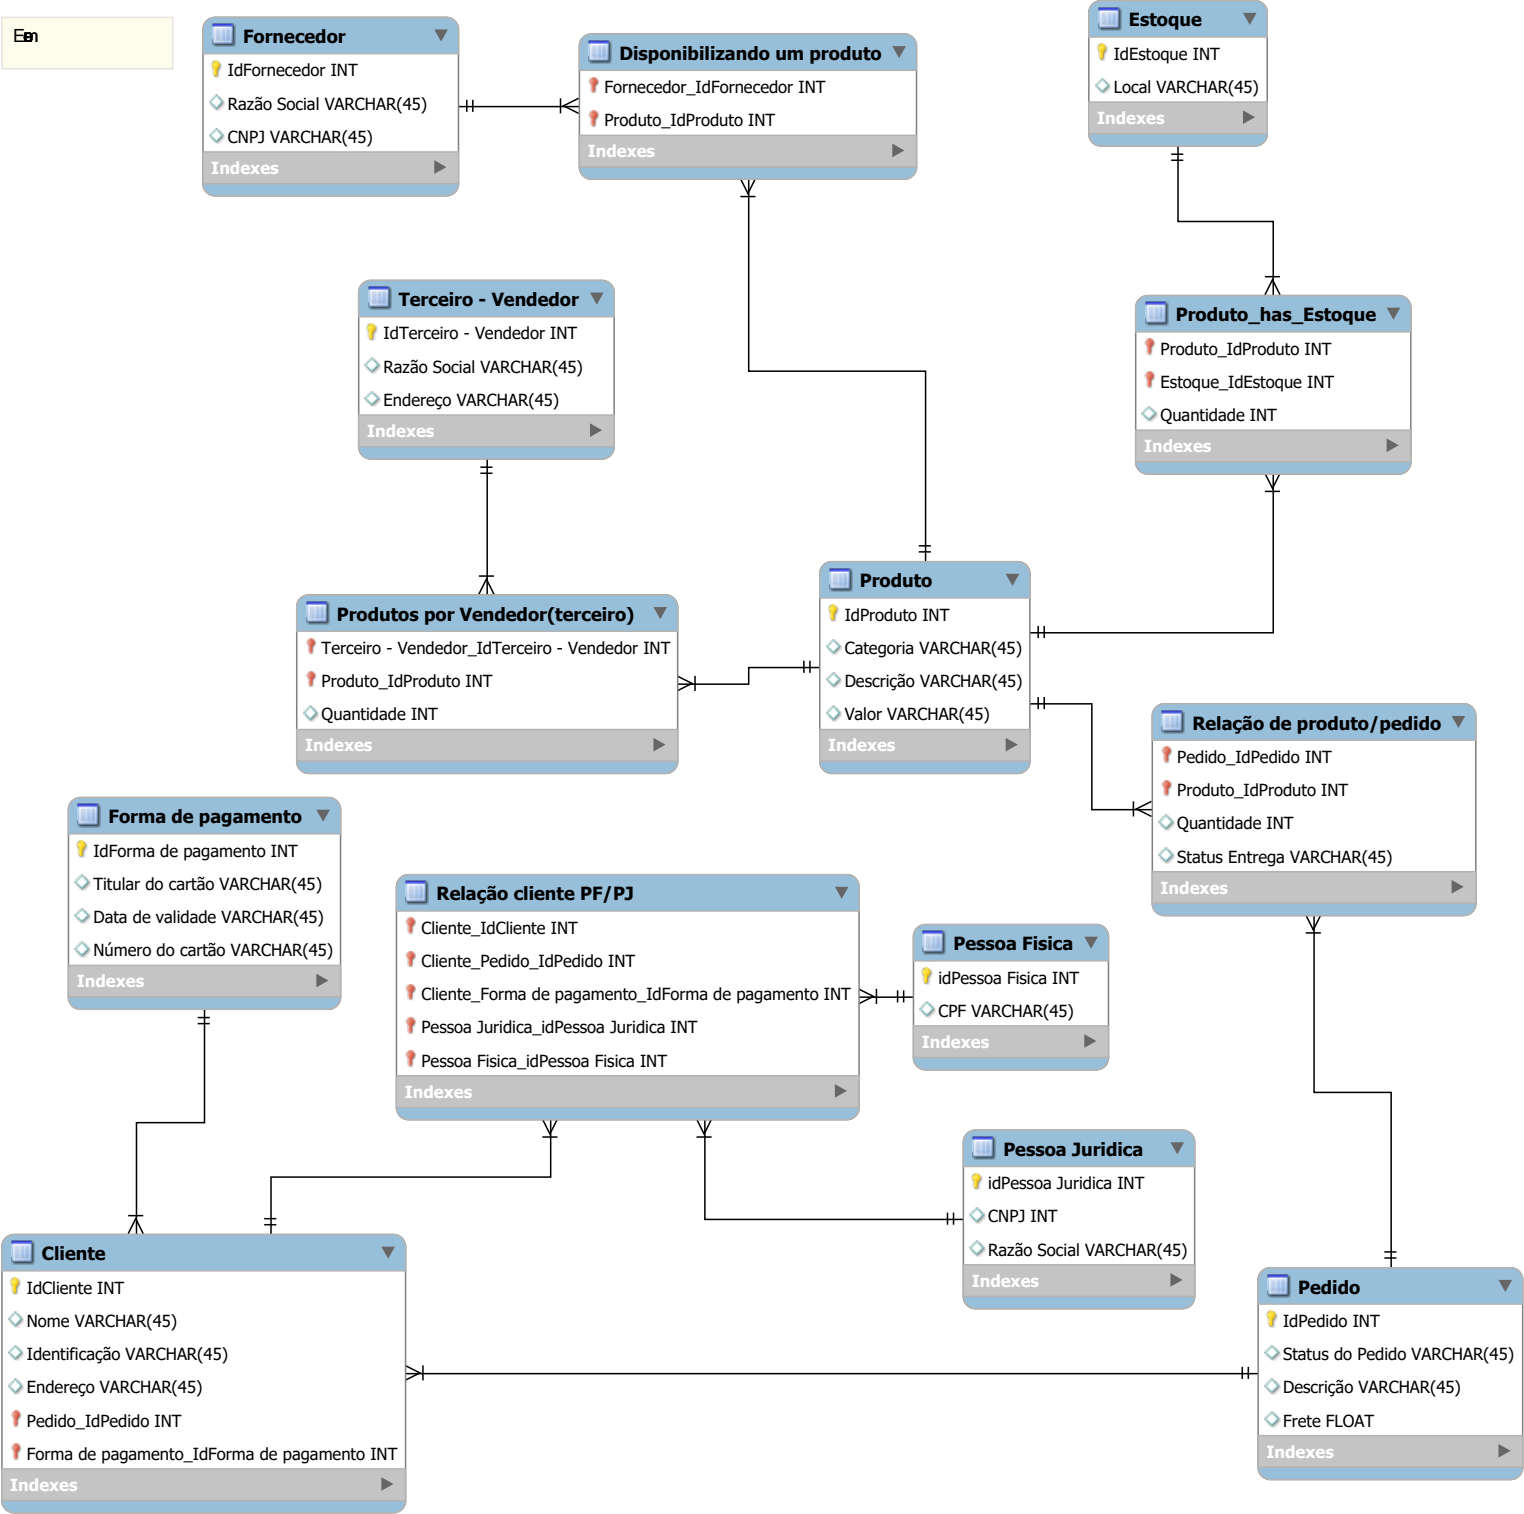 Fornecedor
IdFornecedor INT
Razão Social VARCHAR(45)
CNPJ VARCHAR(45)
Indexes
Disponibilizando um produto
Fornecedor_IdFornecedor INT
Produto_IdProduto INT
Indexes
Estoque
IdEstoque INT
Local VARCHAR(45)
Indexes
Terceiro - Vendedor
IdTerceiro - Vendedor INT
Razão Social VARCHAR(45)
Endereço VARCHAR(45)
Indexes
Produto_has_Estoque
Produto_IdProduto INT
Estoque_IdEstoque INT
Quantidade INT
Indexes
Produtos por Vendedor(terceiro)
Terceiro - Vendedor_IdTerceiro - Vendedor INT
Produto_IdProduto INT
Quantidade INT
Indexes
Produto
IdProduto INT
Categoria VARCHAR(45)
Descrição VARCHAR(45)
Valor VARCHAR(45)
Indexes
Relação de produto/pedido
Pedido_IdPedido INT
Produto_IdProduto INT
Quantidade INT
Status Entrega VARCHAR(45)
Indexes
Forma de pagamento
IdForma de pagamento INT
Titular do cartão VARCHAR(45)
Data de validade VARCHAR(45)
Número do cartão VARCHAR(45)
Indexes
Relação cliente PF/PJ
Cliente_IdCliente INT
Cliente_Pedido_IdPedido INT
Cliente_Forma de pagamento_IdForma de pagamento INT
Pessoa Juridica_idPessoa Juridica INT
Pessoa Fisica_idPessoa Fisica INT
Indexes
Pessoa Fisica
idPessoa Fisica INT
CPF VARCHAR(45)
Indexes
Pessoa Juridica
idPessoa Juridica INT
CNPJ INT
Razão Social VARCHAR(45)
Indexes
Cliente
IdCliente INT
Nome VARCHAR(45)
Identificação VARCHAR(45)
Endereço VARCHAR(45)
Pedido_IdPedido INT
Forma de pagamento_IdForma de pagamento INT
Indexes
Pedido
IdPedido INT
Status do Pedido VARCHAR(45)
Descrição VARCHAR(45)
Frete FLOAT
Indexes